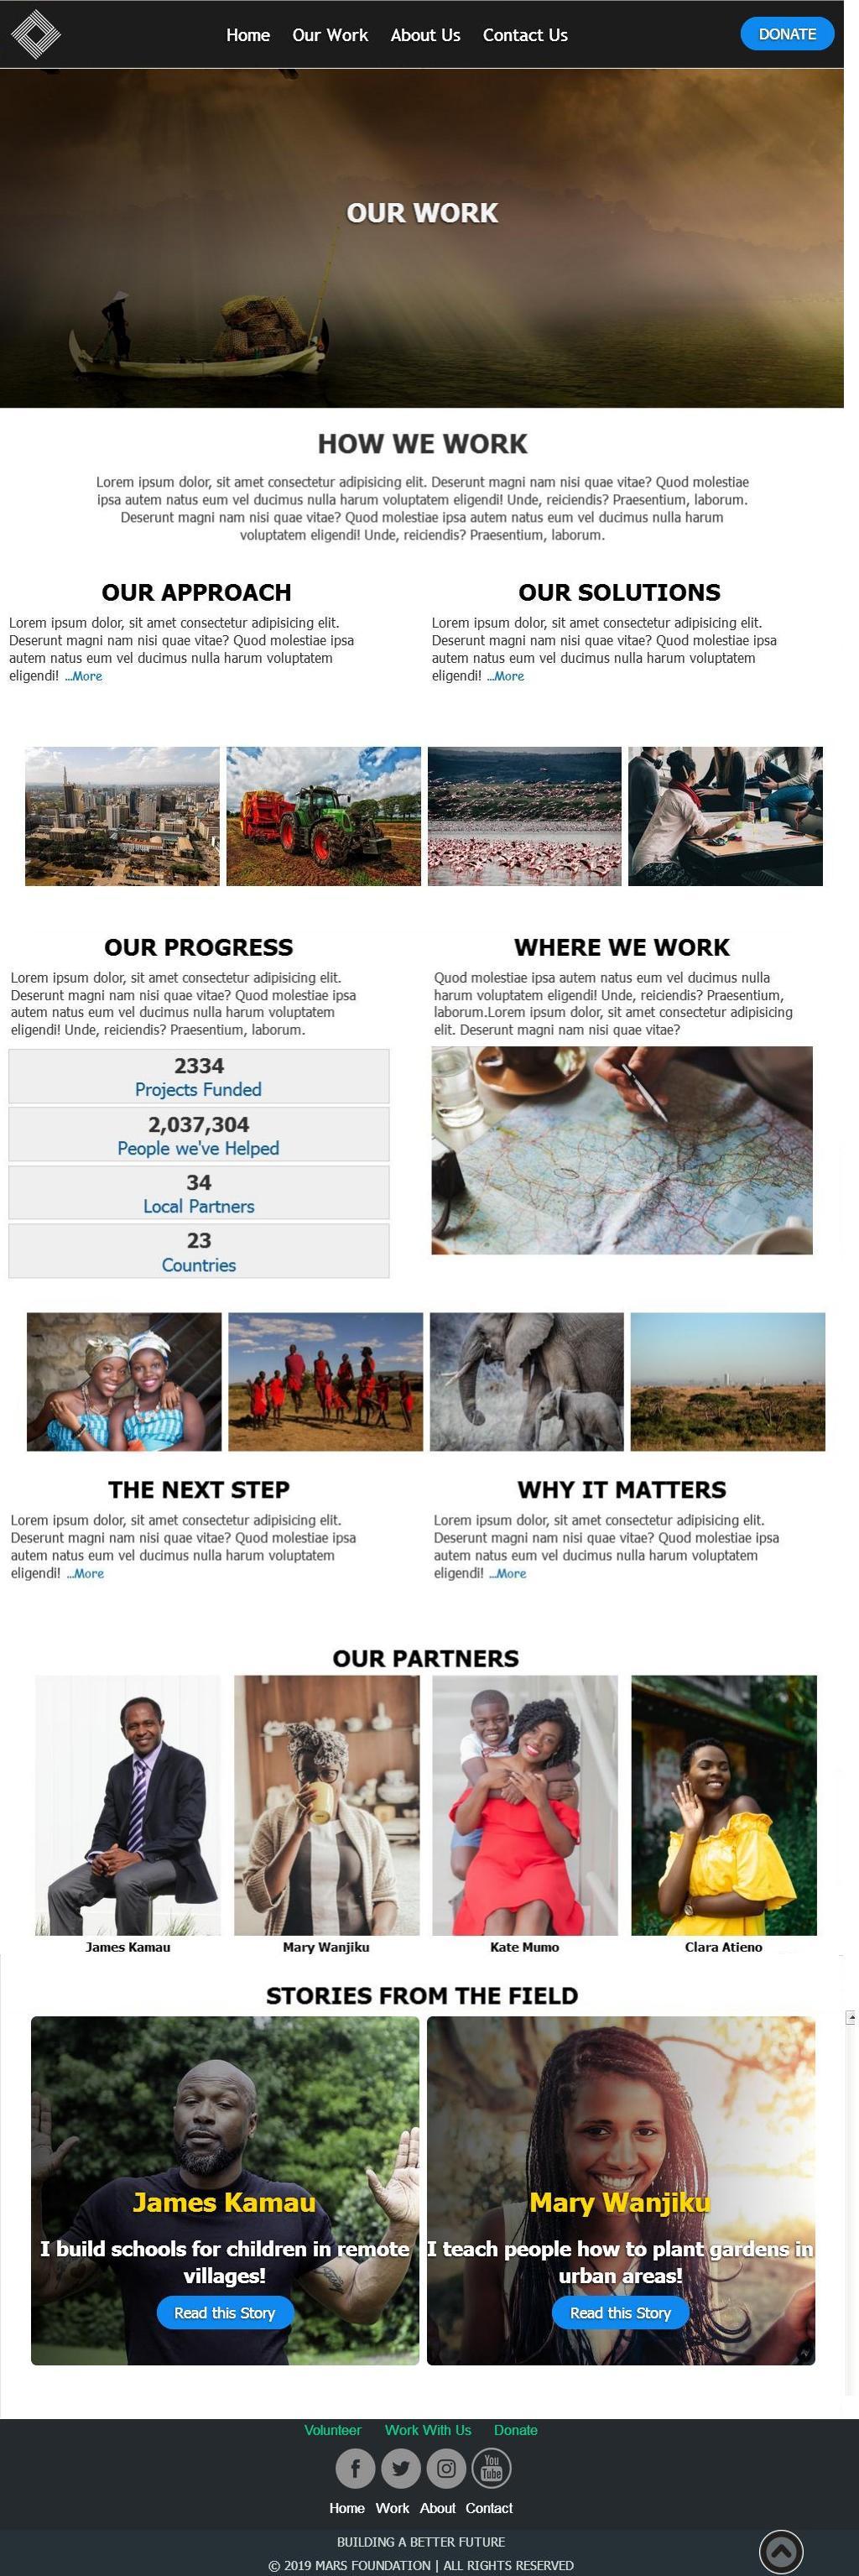 Home Our Work About Us Contact Us DONATE
OUR WORK
HOW WE WORK
Lorem ipsum dolor, sit amet consectetur adipisicing elit. Deserunt magni nam nisi quae vitae? Quod molestiae
ipsa autem natus eum vel ducimus nulla harum voluptatem eligendi! Unde, reiciendis? Praesentium, laborum.
Deserunt magni nam nisi quae vitae? Quod molestiae ipsa autem natus eum vel ducimus nulla harum
voluptatem eligendi! Unde, reiciendis? Praesentium, laborum.
OUR APPROACH
Lorem ipsum dolor, sit amet consectetur adipisicing elit.
Deserunt magni nam nisi quae vitae? Quod molestiae ipsa
autem natus eum vel ducimus nulla harum voluptatem
eligendi! ...More
OUR SOLUTIONS
Lorem ipsum dolor, sit amet consectetur adipisicing elit.
Deserunt magni nam nisi quae vitae? Quod molestiae ipsa
autem natus eum vel ducimus nulla harum voluptatem
eligendi! ...More
OUR PROGRESS
Lorem ipsum dolor, sit amet consectetur adipisicing elit.
Deserunt magni nam nisi quae vitae? Quod molestiae ipsa
autem natus eum vel ducimus nulla harum voluptatem
eligendi! Unde, reiciendis? Praesentium, laborum.
2334
Projects Funded
2,037,304
People we've Helped
34
Local Partners
23
Countries
WHERE WE WORK
Quod molestiae ipsa autem natus eum vel ducimus nulla
harum voluptatem eligendi! Unde, reiciendis? Praesentium,
laborum.Lorem ipsum dolor, sit amet consectetur adipisicing
elit. Deserunt magni nam nisi quae vitae?
THE NEXT STEP
Lorem ipsum dolor, sit amet consectetur adipisicing elit.
Deserunt magni nam nisi quae vitae? Quod molestiae ipsa
autem natus eum vel ducimus nulla harum voluptatem
eligendi! ...More
WHY IT MATTERS
Lorem ipsum dolor, sit amet consectetur adipisicing elit.
Deserunt magni nam nisi quae vitae? Quod molestiae ipsa
autem natus eum vel ducimus nulla harum voluptatem
eligendi! ...More
OUR PARTNERS
James Kamau
Mary Wanjiku
Kate Mumo
Clara Atieno
STORIES FROM THE FIELD
James Kamau
I build schools for children in remote
villages!
Read this Story
Mary Wanjiku
I teach people how to plant gardens in
urban areas!
Read this Story
Volunteer Work With Us Donate
You
Tube
Home Work About Contact
BUILDING A BETTER FUTURE
© 2019 MARS FOUNDATION | ALL RIGHTS RESERVED